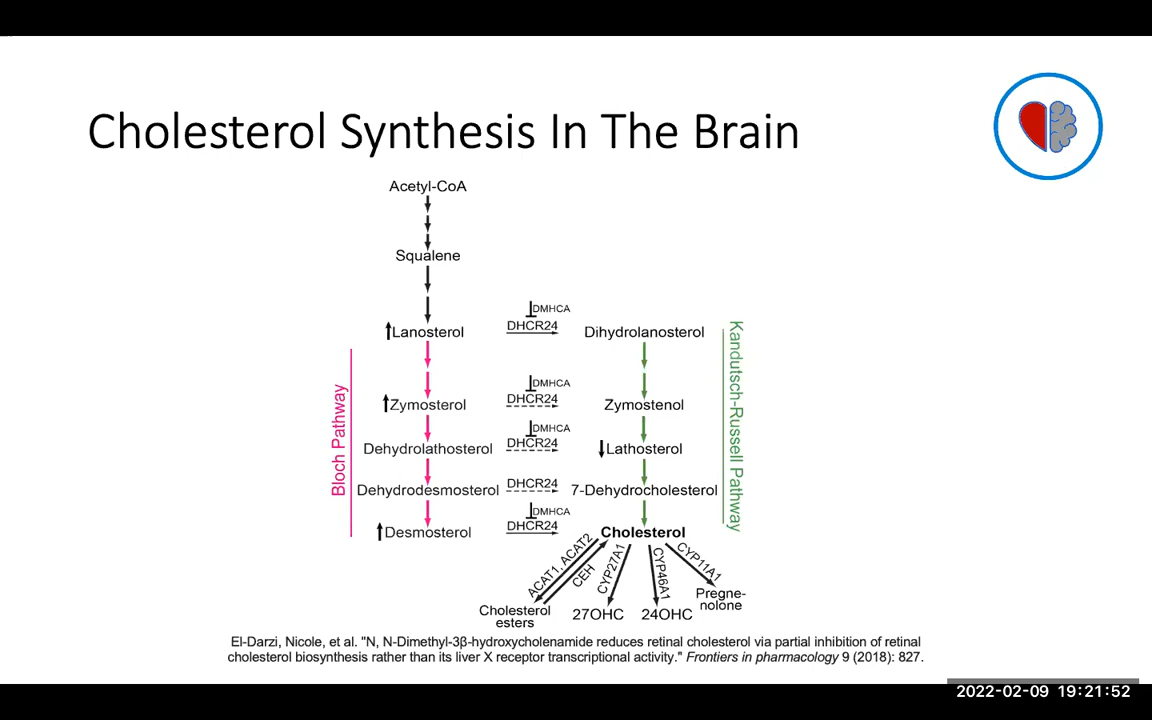 Cholesterol Synthesis In The Brain
Acetyl-CoA
Squalene
DMHCA
Lanosterol DHCR24 Dihydrolanosterol
DMHCA
Zymosterol DHCR24 Zymostenol
DMHCA
Dehydrolathosterol DHCR24 Lathosterol
Dehydrodesmosterol DHCR24 7-Dehydrocholesterol
DMHCA
Desmosterol DHCR24 Cholesterol
Bloch Pathway
Kandutsch-Russell Pathway
ACAT1, ACAT2
CEH
CYP27A1
CYP46A1
CYP11A1
Cholesterol
esters
27OHC
24OHC
Pregne-
nolone
El-Darzi, Nicole, et al. "N, N-Dimethyl-3β-hydroxycholenamide reduces retinal cholesterol via partial inhibition of retinal
cholesterol biosynthesis rather than its liver X receptor transcriptional activity." Frontiers in pharmacology 9 (2018): 827.
2022-02-09 19:21:52